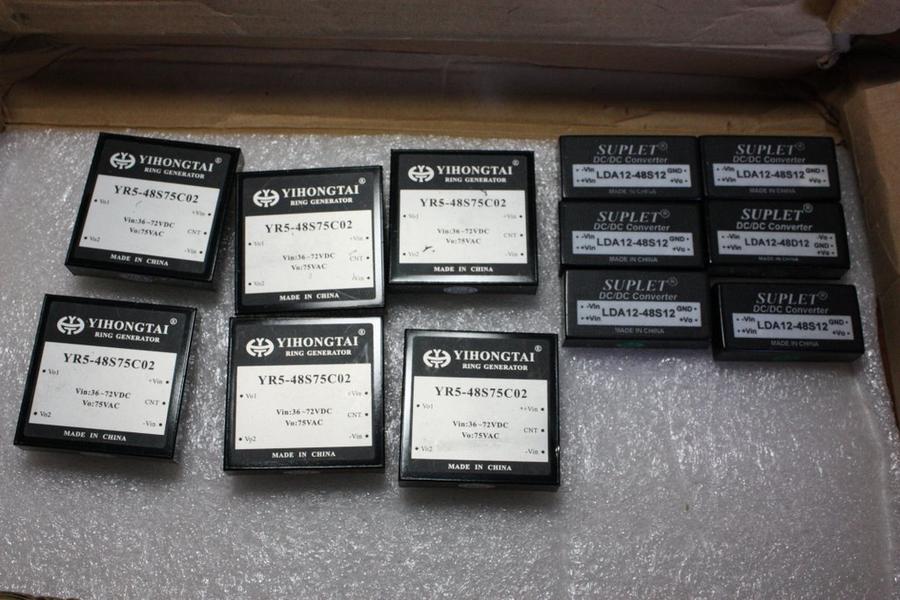 YIHONGTAI®
RING GENERATOR
YR5-48S75C02
Vo1
+Vin
Vin:36~72VDC
CNT
Vo:75VAC
Vo2
-Vin
MADE IN CHINA
YIHONGTAI®
RING GENERATOR
YR5-48S75C02
Vo1
+Vin
Vin:36~72VDC
CNT
Vo:75VAC
Vo2
-Vin
MADE IN CHINA
YIHONGTAI®
RING GENERATOR
YR5-48S75C02
Vo1
+Vin
Vin:36~72VDC
CNT
Vo:75VAC
Vo2
-Vin
MADE IN CHINA
SUPLET®
DC/DC Converter
-Vin GND
LDA12-48S12
+Vin +Vo
MADE IN CHINA
SUPLET®
DC/DC Converter
-Vin GND
LDA12-48S12
+Vin +Vo
MADE IN CHINA
SUPLET®
DC/DC Converter
-Vin GND
LDA12-48S12
+Vin +Vo
MADE IN CHINA
SUPLET®
DC/DC Converter
-Vin -Vo
LDA12-48D12 GND
+Vin +Vo
MADE IN CHINA
SUPLET®
DC/DC Converter
-Vin GND
LDA12-48S12
+Vin +Vo
MADE IN CHINA
SUPLET®
DC/DC Converter
-Vin GND
LDA12-48S12
+Vin +Vo
MADE IN CHINA
YIHONGTAI®
RING GENERATOR
YR5-48S75C02
Vo1
+Vin
Vin:36~72VDC
CNT
Vo:75VAC
Vo2
-Vin
MADE IN CHINA
YIHONGTAI®
RING GENERATOR
YR5-48S75C02
Vo1
+Vin
Vin:36~72VDC
CNT
Vo:75VAC
Vo2
-Vin
MADE IN CHINA
YIHONGTAI®
RING GENERATOR
YR5-48S75C02
Vo1
+Vin
Vin:36~72VDC
CNT
Vo:75VAC
Vo2
-Vin
MADE IN CHINA